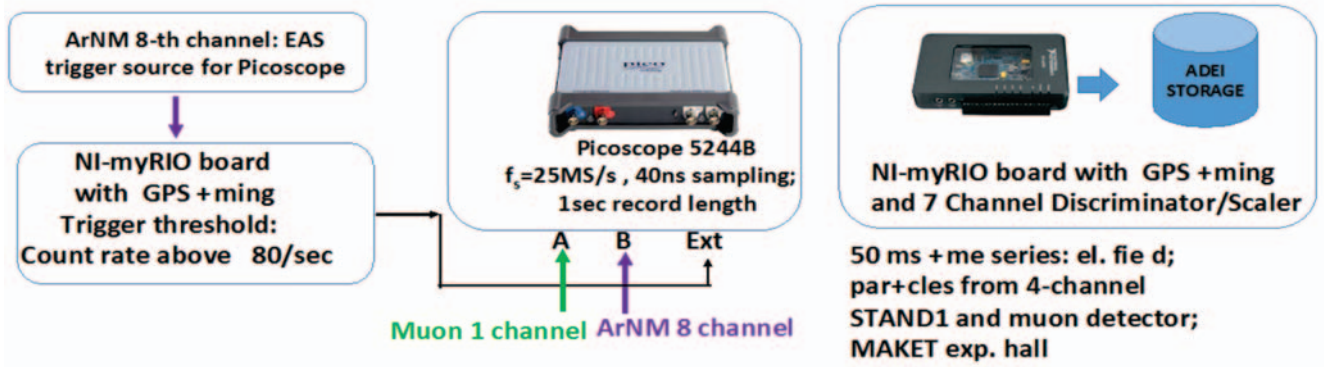 ArNM 8-th channel: EAS
trigger source for Picoscope
NI-myRIO board
with GPS +ming
Trigger threshold:
Count rate above 80/sec
pico
Picoscope 5244B
fs=25MS/s , 40ns sampling;
1sec record length
A B Ext
Muon 1 channel ArNM 8 channel
ADEI
STORAGE
NI-myRIO board with GPS +ming
and 7 Channel Discriminator/Scaler
50 ms +me series: el. fie d;
par+cles from 4-channel
STAND1 and muon detector;
MAKET exp. hall